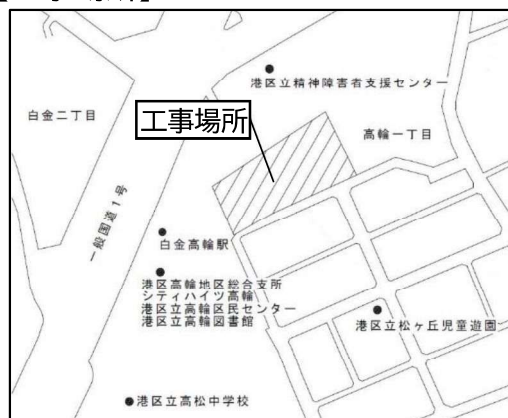 港区立精神障害者支援センター
白金二丁目
工事場所
高輪一丁目
一般国道1号
白金高輪駅
港区高輪地区総合支所
シティハイツ高輪
港区立高輪区民センター
港区立高輪図書館
港区立松ヶ丘児童遊園
港区立高松中学校